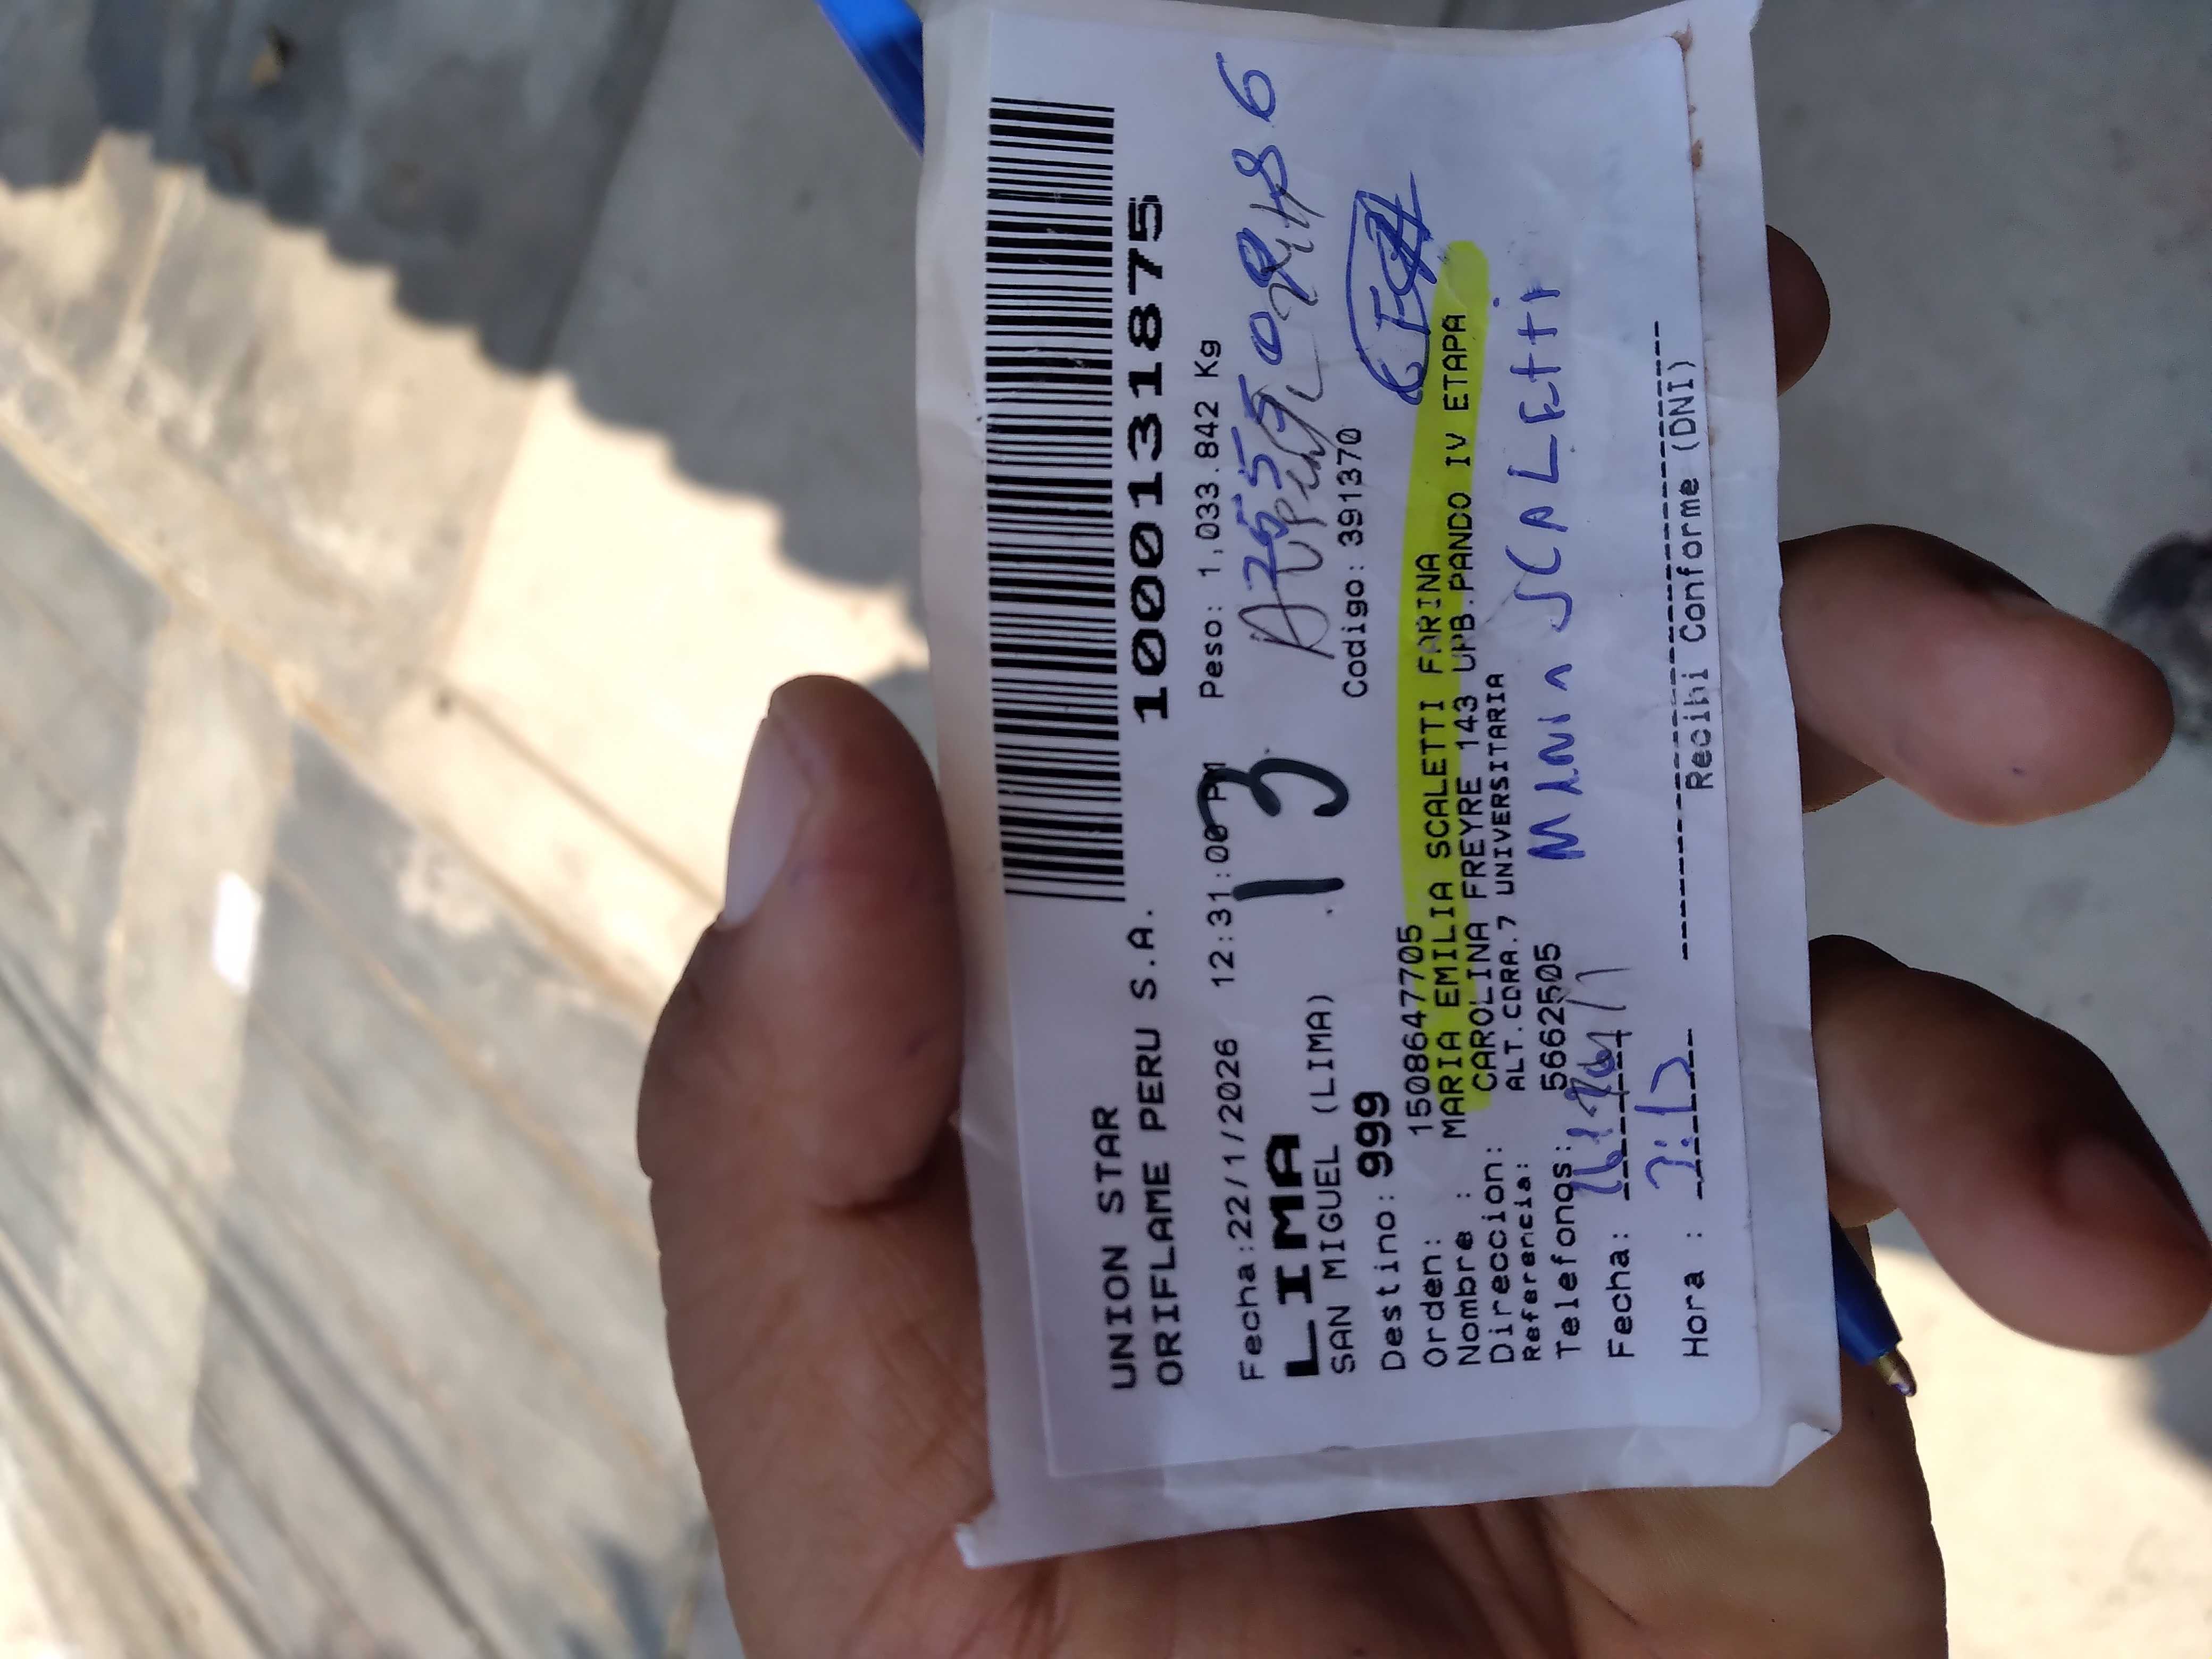 UNION STAR
ORIFLAME PERU S.A.
1000131875
Fecha:22/1/2026 12:31:00 PM Peso: 1,033.842 Kg
LIMA 13
SAN MIGUEL (LIMA)
Destino: 999 Codigo: 391370
Orden: 1508647705
Nombre : MARIA EMILIA SCALETTI FARINA
Direccion: CAROLINA FREYRE 143 URB.PANDO IV ETAPA
Referencia: ALT.CDRA.7 UNIVERSITARIA
Telefonos: 5662505
SCALEtti
Fecha:
Hora :
Recibi Conforme (DNI)